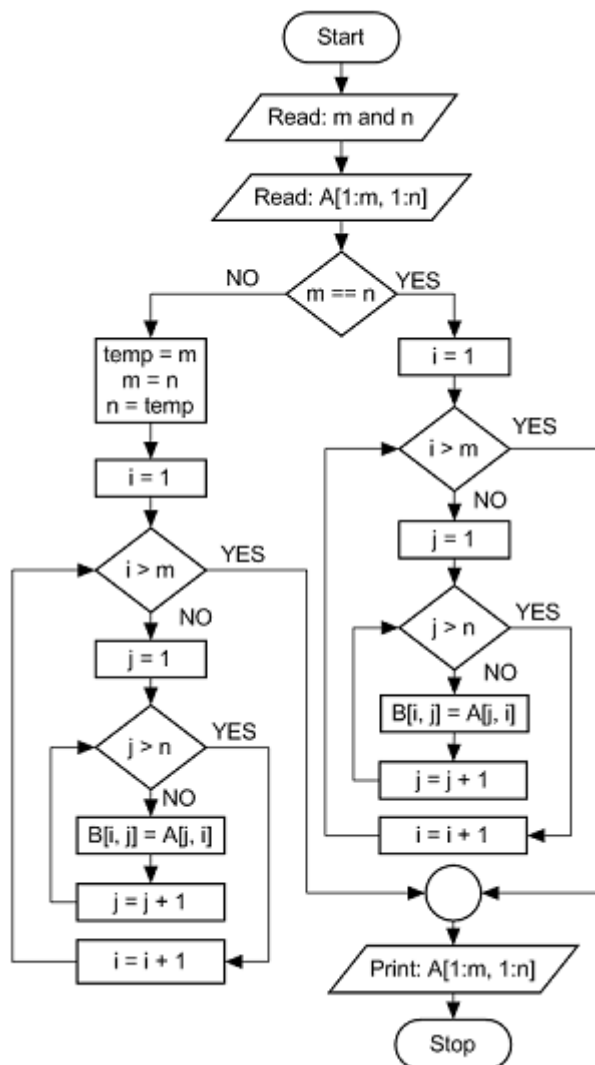 Start
Read: m and n
Read: A[1:m, 1:n]
m == n
NO
YES
temp = m
m = n
n = temp
i = 1
i > m
YES
NO
j = 1
j > n
YES
NO
B[i, j] = A[j, i]
j = j + 1
i = i + 1
i = 1
i > m
YES
NO
j = 1
j > n
YES
NO
B[i, j] = A[j, i]
j = j + 1
i = i + 1
Print: A[1:m, 1:n]
Stop